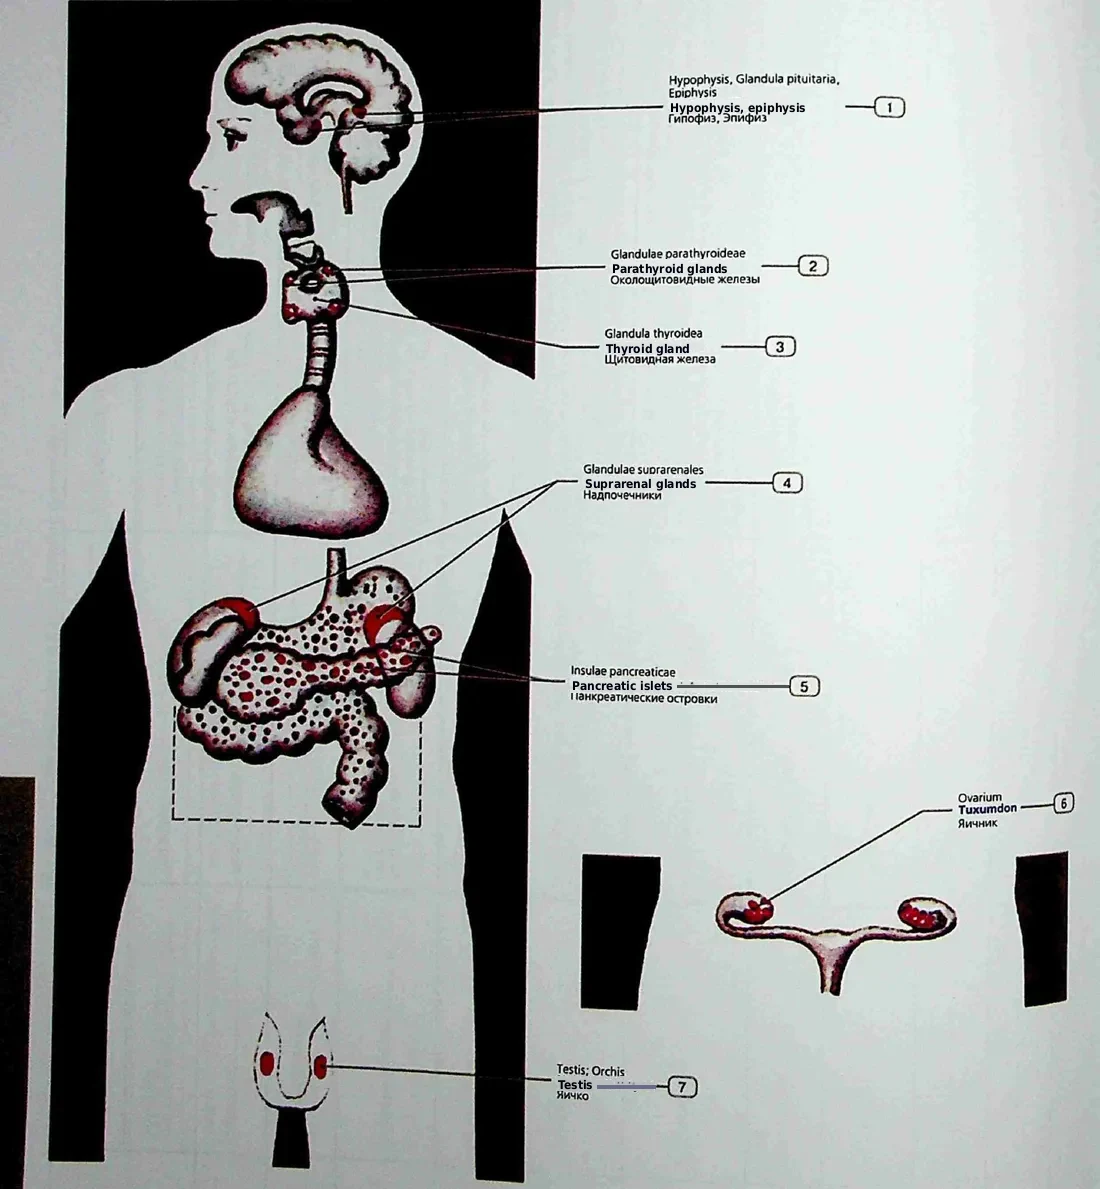 Hypophysis, Glandula pituitaria,
Epiphysis
Hypophysis, epiphysis
Гипофиз, Эпифиз
1
Glandulae parathyroideae
Parathyroid glands
Околощитовидные железы
2
Glandula thyroidea
Thyroid gland
Щитовидная железа
3
Glandulae suprarenales
Suprarenal glands
Надпочечники
4
Insulae pancreaticae
Pancreatic islets
Панкреатические островки
5
Ovarium
Tuxumdon
Яичник
6
Testis; Orchis
Testis
Яичко
7